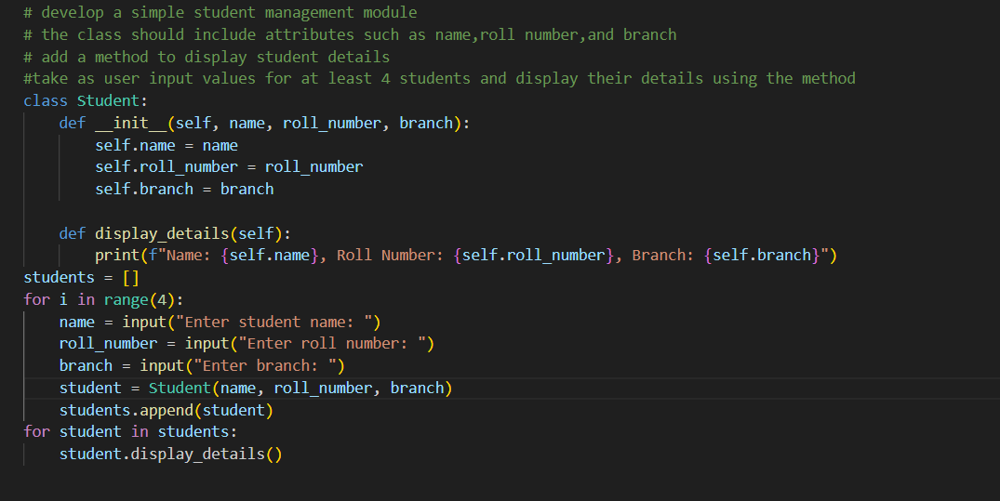 # develop a simple student management module
# the class should include attributes such as name,roll number,and branch
# add a method to display student details
#take as user input values for at least 4 students and display their details using the method
class Student:
    def __init__(self, name, roll_number, branch):
        self.name = name
        self.roll_number = roll_number
        self.branch = branch

    def display_details(self):
        print(f"Name: {self.name}, Roll Number: {self.roll_number}, Branch: {self.branch}")
students = []
for i in range(4):
    name = input("Enter student name: ")
    roll_number = input("Enter roll number: ")
    branch = input("Enter branch: ")
    student = Student(name, roll_number, branch)
    students.append(student)
for student in students:
    student.display_details()